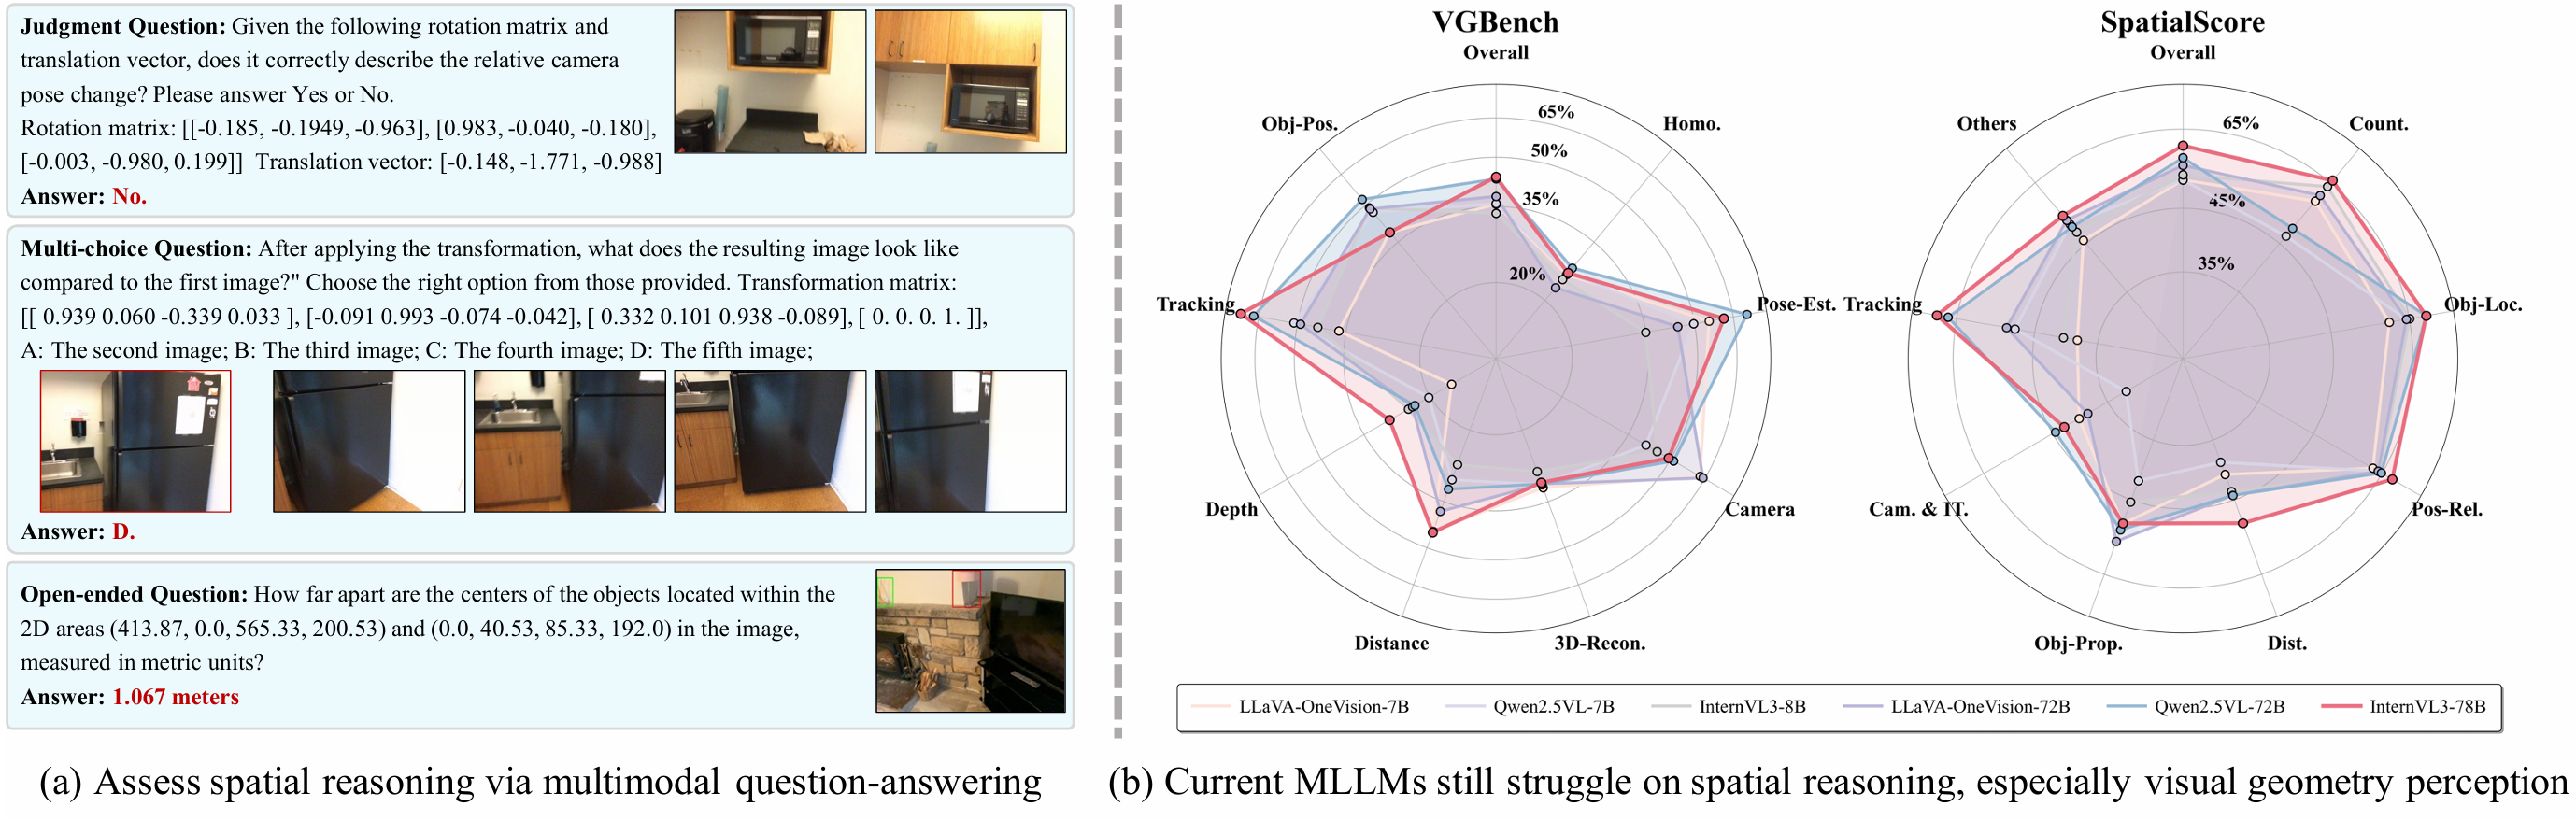 Judgment Question: Given the following rotation matrix and
translation vector, does it correctly describe the relative camera
pose change? Please answer Yes or No.
Rotation matrix: [[-0.185, -0.1949, -0.963], [0.983, -0.040, -0.180],
[-0.003, -0.980, 0.199]] Translation vector: [-0.148, -1.771, -0.988]
Answer: No.
Multi-choice Question: After applying the transformation, what does the resulting image look like
compared to the first image?" Choose the right option from those provided. Transformation matrix:
[[ 0.939 0.060 -0.339 0.033 ], [-0.091 0.993 -0.074 -0.042], [ 0.332 0.101 0.938 -0.089], [ 0. 0. 0. 1. ]],
A: The second image; B: The third image; C: The fourth image; D: The fifth image;
Answer: D.
Open-ended Question: How far apart are the centers of the objects located within the
2D areas (413.87, 0.0, 565.33, 200.53) and (0.0, 40.53, 85.33, 192.0) in the image,
measured in metric units?
Answer: 1.067 meters
(a) Assess spatial reasoning via multimodal question-answering
VGBench
Overall
Homo.
Pose-Est.
Camera
3D-Recon.
Distance
Depth
Tracking
Obj-Pos.
65%
50%
35%
20%
SpatialScore
Overall
Count.
Obj-Loc.
Pos-Rel.
Dist.
Obj-Prop.
Cam. & IT.
Tracking
Others
65%
45%
35%
LLaVA-OneVision-7B
Qwen2.5VL-7B
InternVL3-8B
LLaVA-OneVision-72B
Qwen2.5VL-72B
InternVL3-78B
(b) Current MLLMs still struggle on spatial reasoning, especially visual geometry perception